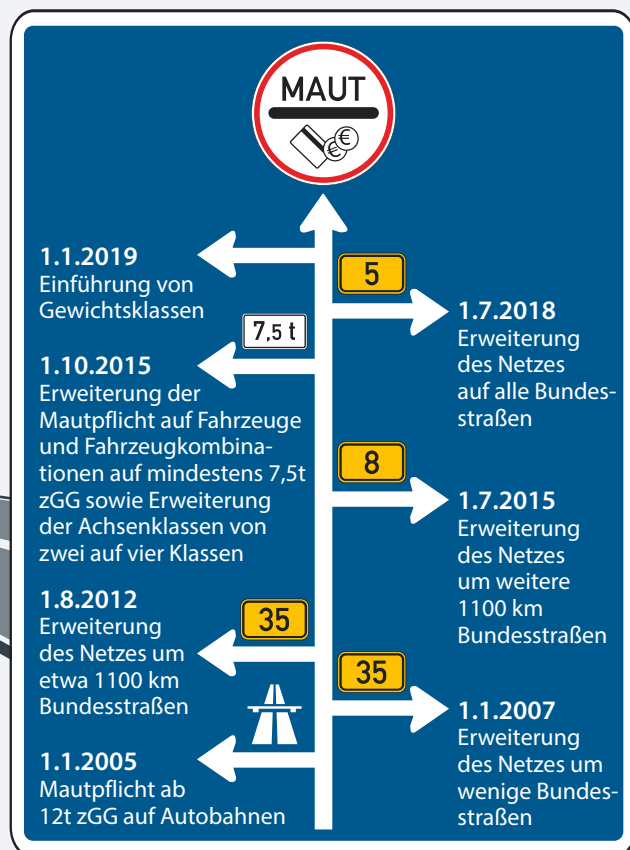 MAUT
€
€
1.1.2019
Einführung von
Gewichtsklassen
5
1.7.2018
Erweiterung
des Netzes
auf alle Bundes-
straßen
7,5 t
1.10.2015
Erweiterung der
Mautpflicht auf Fahrzeuge
und Fahrzeugkombina-
tionen auf mindestens 7,5t
zGG sowie Erweiterung
der Achsenklassen von
zwei auf vier Klassen
8
1.7.2015
Erweiterung
des Netzes
um weitere
1100 km
Bundesstraßen
1.8.2012
Erweiterung
des Netzes um
etwa 1100 km
Bundesstraßen
35
35
1.1.2007
Erweiterung
des Netzes um
wenige Bundes-
straßen
1.1.2005
Mautpflicht ab
12t zGG auf Autobahnen